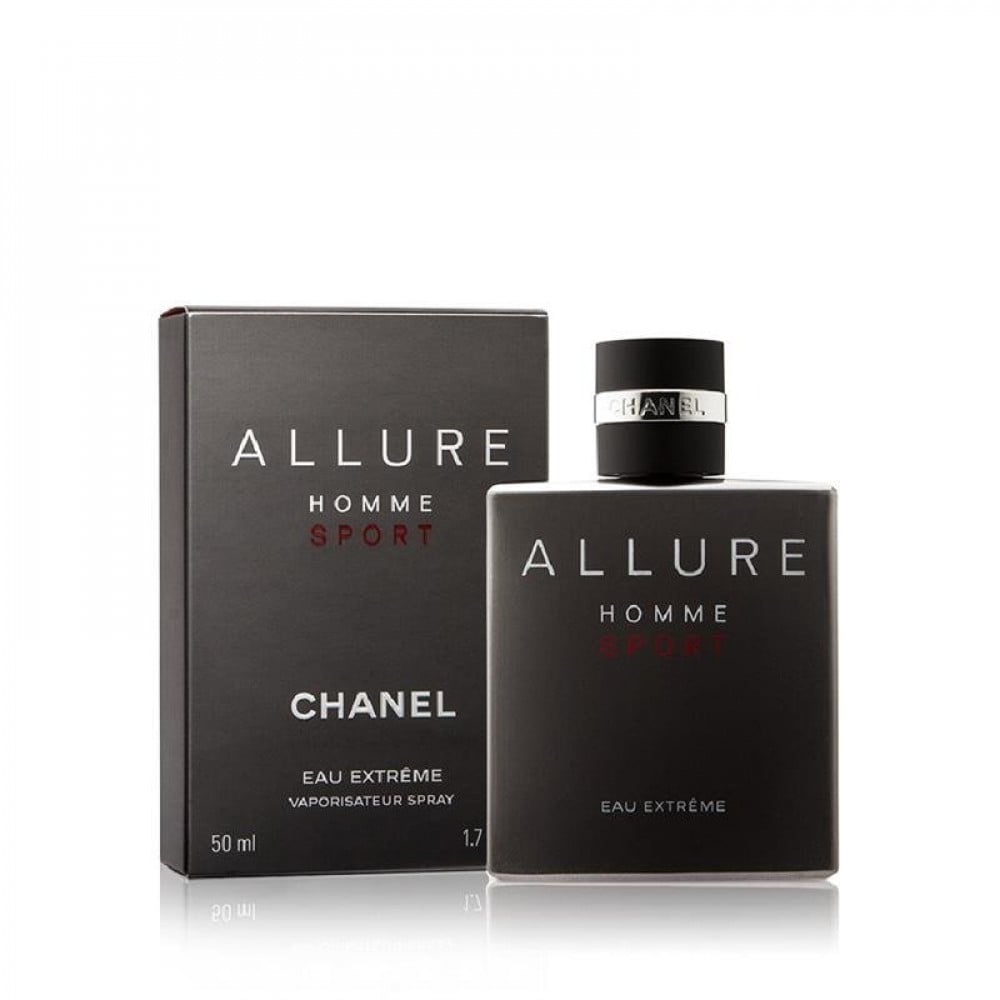 ALLURE
HOMME
SPORT
CHANEL
EAU EXTRÊME
VAPORISATEUR SPRAY
50 ml
1.7
CHANEL
ALLURE
HOMME
SPORT
EAU EXTRÊME